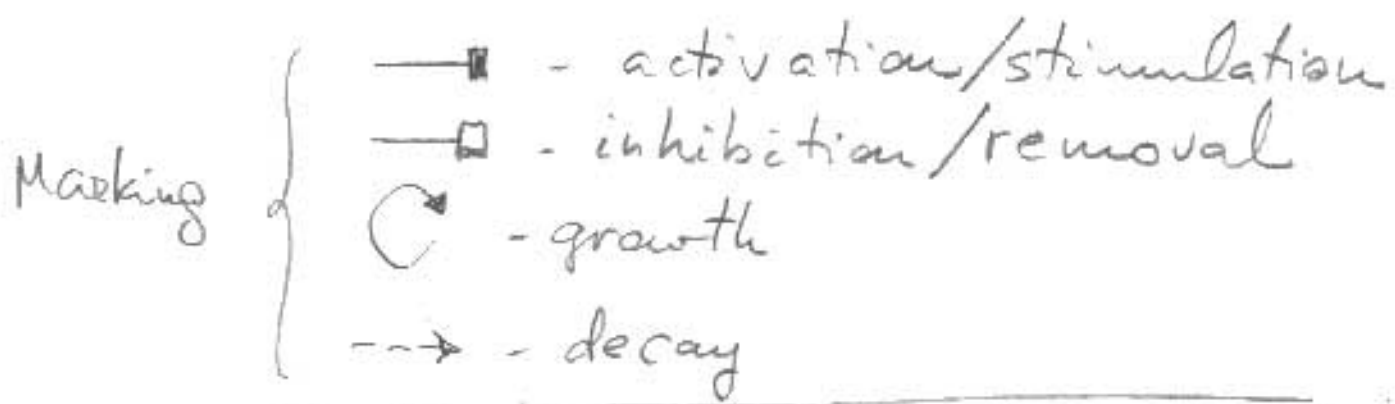 - activation/stimulation
- inhibition/removal
Marking
- growth
- decay